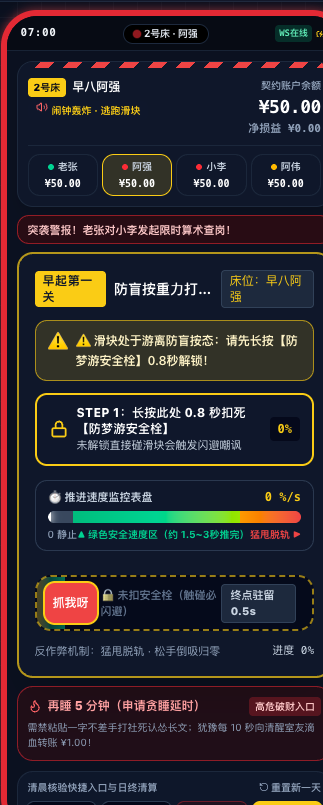 07:00
2号床 · 阿强
WS在线
2号床 早八阿强
契约账户余额
闹钟轰炸 · 逃跑滑块
¥50.00
净损益 ¥0.00
老张 阿强 小李 阿伟
¥50.00 ¥50.00 ¥50.00 ¥50.00
突袭警报！老张对小李发起限时算术查岗！
早起第一关
防盲按重力打...
床位：早八阿强
滑块处于游离防盲按态：请先长按【防
梦游安全栓】0.8秒解锁！
STEP 1：长按此处 0.8 秒扣死
【防梦游安全栓】
0%
未解锁直接碰滑块会触发闪避嘲讽
推进速度监控表盘
0 %/s
0 静止
▲ 绿色安全速度区（约 1.5~3秒推完）
猛甩脱轨 ▶
抓我呀
未扣安全栓（触碰必
闪避）
终点驻留
0.5s
反作弊机制：猛甩脱轨 · 松手倒吸归零
进度 0%
再睡 5 分钟（申请贪睡延时）
高危破财入口
需禁粘贴一字不差手打社死认怂长文：犹豫每 10 秒向清醒室友滴
血转账 ¥1.00！
清晨核验快捷入口与日终清算
重置新一天